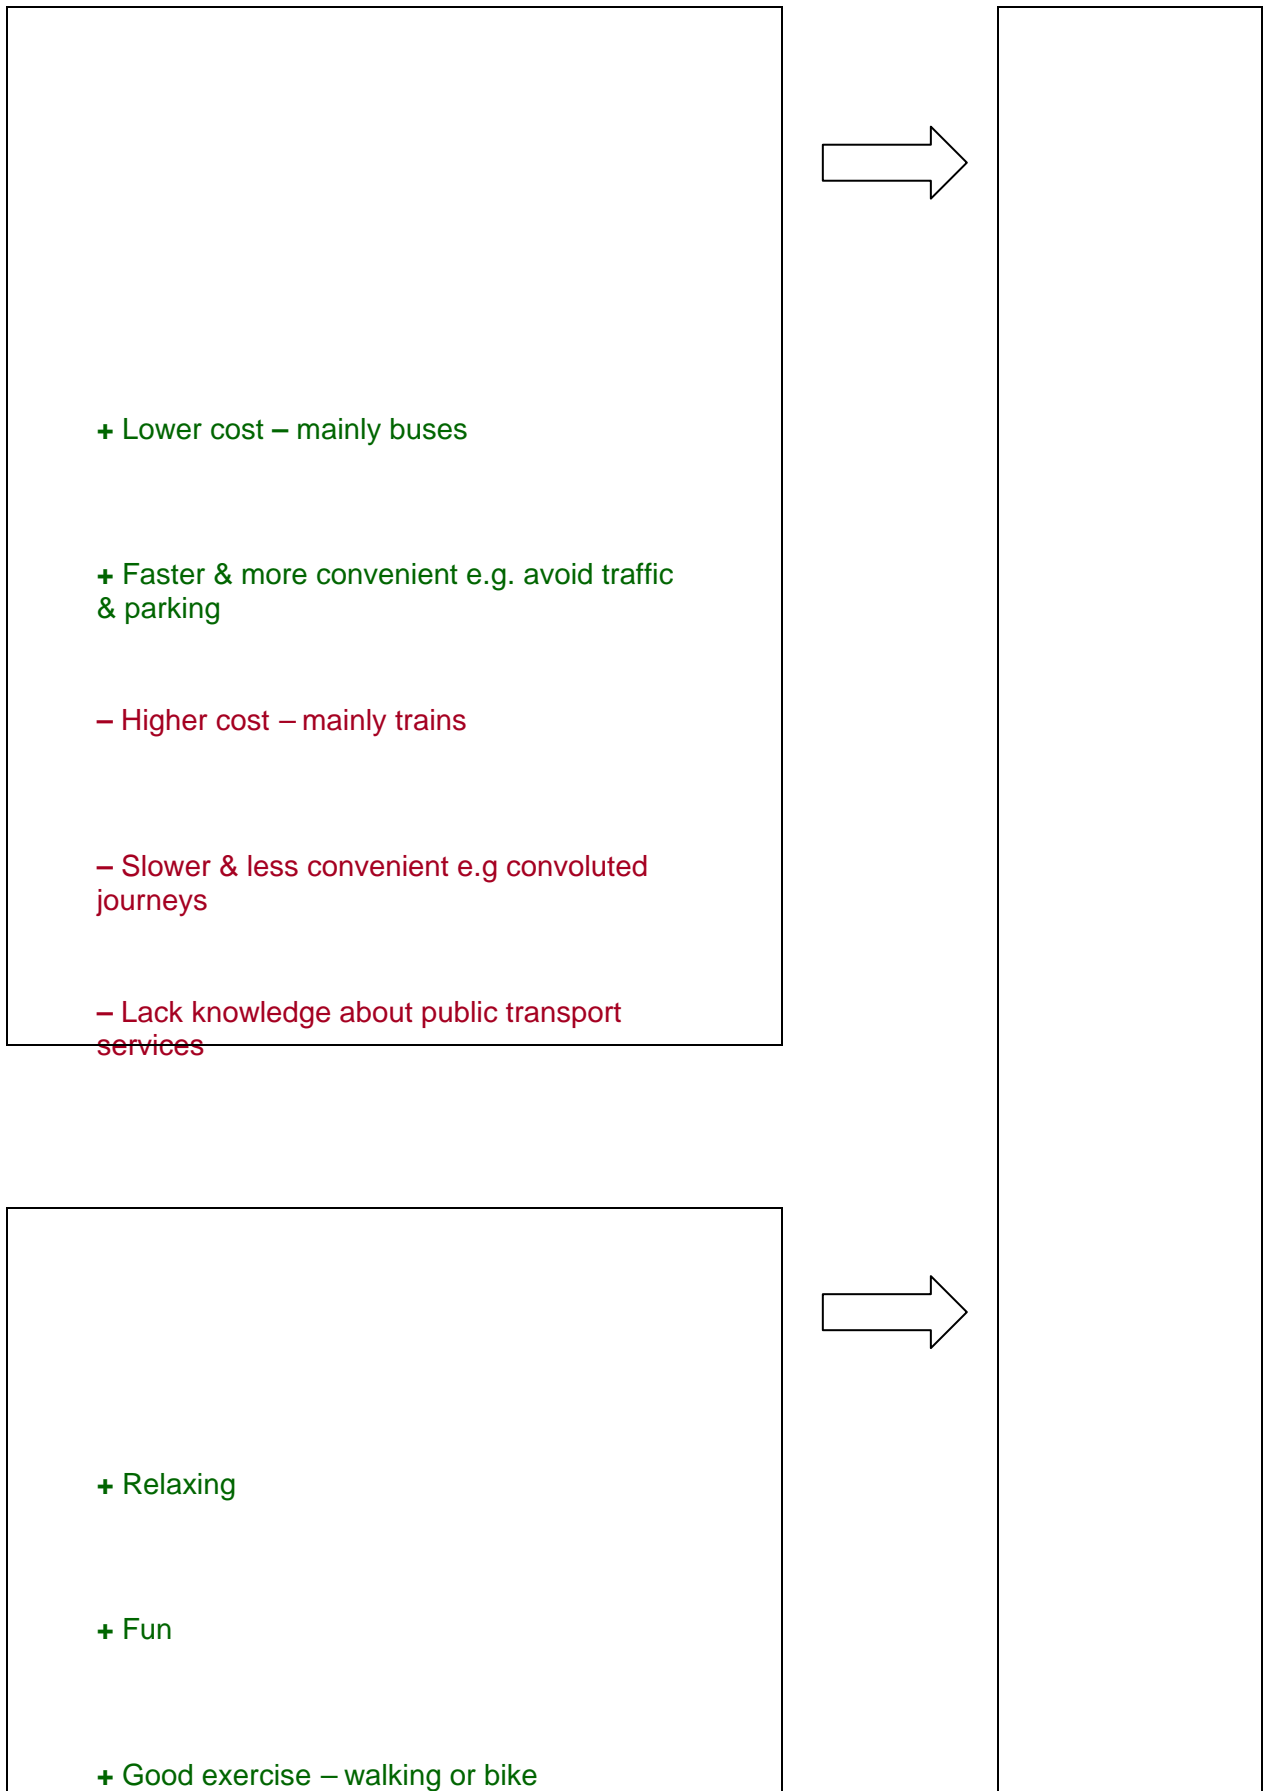 + Lower cost – mainly buses
+ Faster & more convenient e.g. avoid traffic
& parking
– Higher cost – mainly trains
– Slower & less convenient e.g convoluted
journeys
– Lack knowledge about public transport
services
+ Relaxing
+ Fun
+ Good exercise – walking or bike